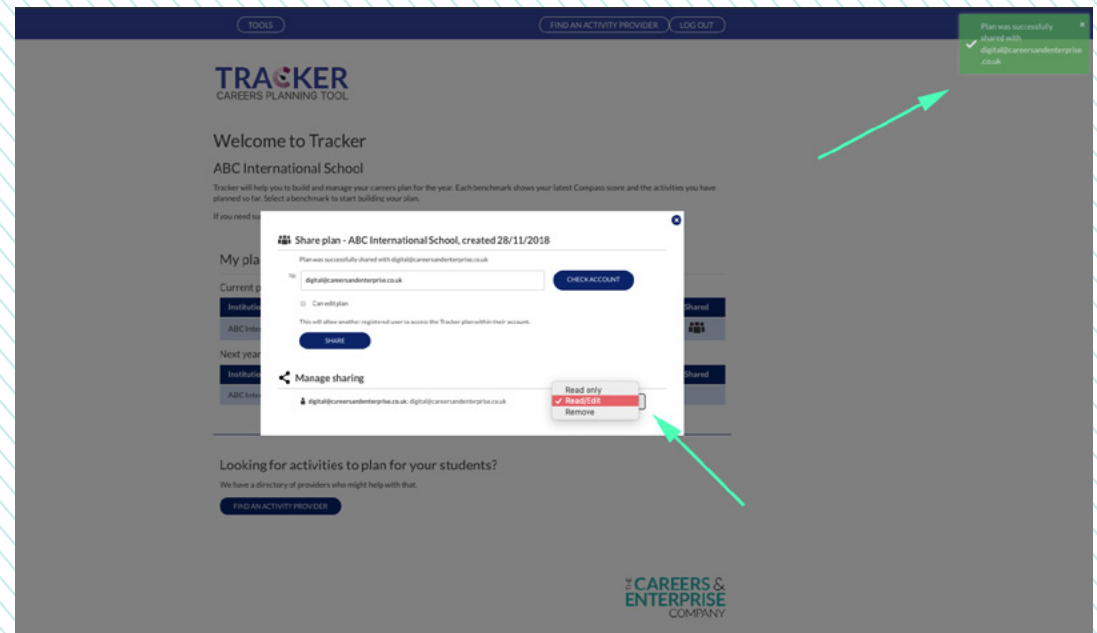 TOOLS
FIND AN ACTIVITY PROVIDER
LOG OUT
Plan was successfully
shared with
digital@careersandenterprise
.co.uk
TRACKER
CAREERS PLANNING TOOL
Welcome to Tracker
ABC International School
Tracker will help you to build and manage your careers plan for the year. Each benchmark shows your latest Compass score and the activities you have
planned so far. Select a benchmark to start building your plan.
If you need
Share plan - ABC International School, created 28/11/2018
Plan was successfully shared with digital@careersandenterprise.co.uk
To:
digital@careersandenterprise.co.uk
CHECK ACCOUNT
Can edit plan
This will allow another registered user to access the Tracker plan within their account.
SHARE
Manage sharing
digital@careersandenterprise.co.uk: digital@careersandenterprise.co.uk
Read only
Read/Edit
Remove
My pla
Current p
Institutio
Shared
ABC Inte
Next year
Institutio
Shared
ABC Inte
Looking for activities to plan for your students?
We have a directory of providers who might help with that.
FIND AN ACTIVITY PROVIDER
THE CAREERS &
ENTERPRISE
COMPANY